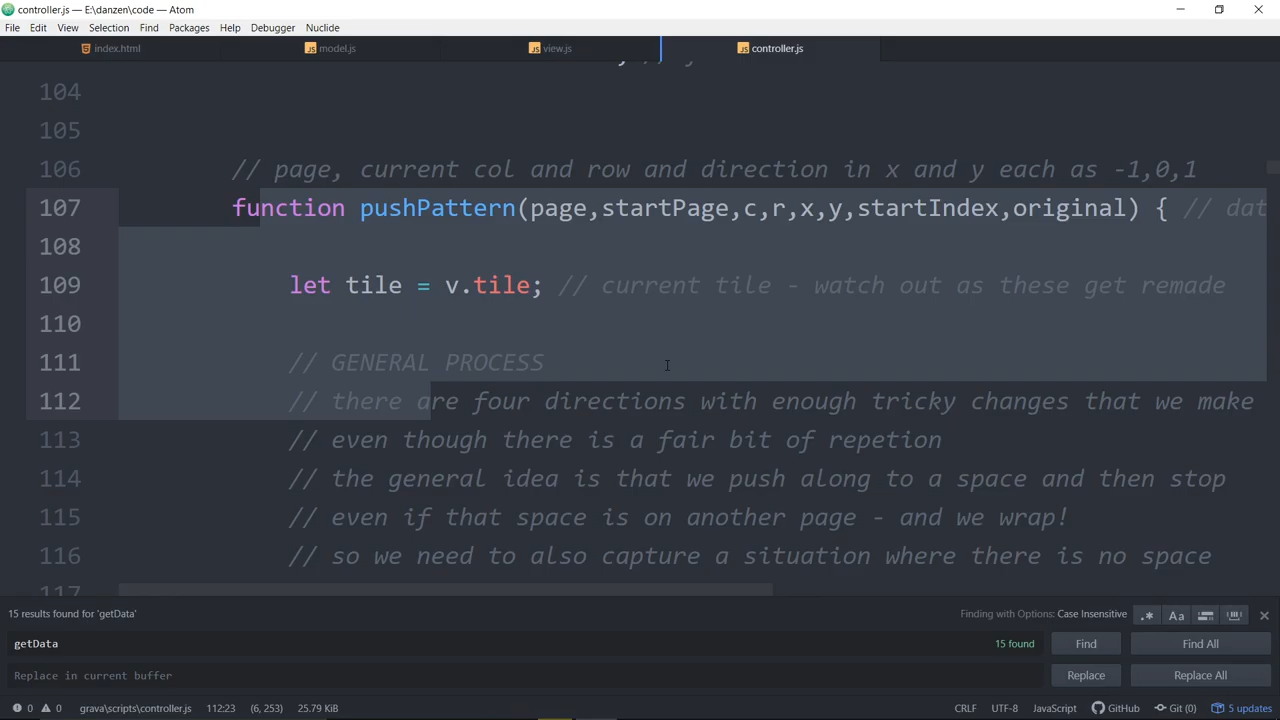 controller.js — E:\danzen\code — Atom
File Edit View Selection Find Packages Help Debugger Nuclide
index.html model.js view.js controller.js
104
105
106 // page, current col and row and direction in x and y each as -1,0,1
107 function pushPattern(page,startPage,c,r,x,y,startIndex,original) { // dat
108
109 let tile = v.tile; // current tile - watch out as these get remade
110
111 // GENERAL PROCESS
112 // there are four directions with enough tricky changes that we make
113 // even though there is a fair bit of repetion
114 // the general idea is that we push along to a space and then stop
115 // even if that space is on another page - and we wrap!
116 // so we need to also capture a situation where there is no space
117
15 results found for 'getData' Finding with Options: Case Insensitive .* Aa
getData 15 found Find Find All
Replace in current buffer Replace Replace All
0 0 grava\scripts\controller.js 112:23 (6, 253) 25.79 KiB CRLF UTF-8 JavaScript GitHub Git (0) 5 updates